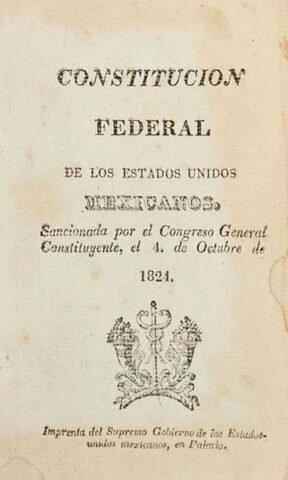 CONSTITUCION
FEDERAL
DE LOS ESTADOS UNIDOS
MEXICANOS.
Sancionada por el Congreso General
Constituyente, el 4. de Octubre de
1824.
Imprenta del Supremo Gobierno de los Estados-
unidos mexicanos, en Palacio.